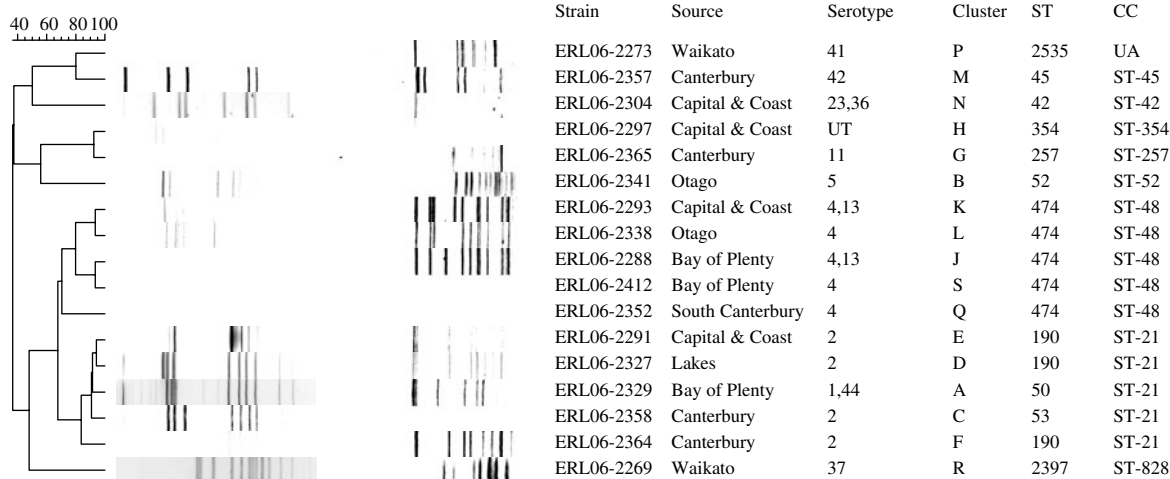 Strain Source Serotype Cluster ST CC
40 60 80 100
ERL06-2273 Waikato 41 P 2535 UA
ERL06-2357 Canterbury 42 M 45 ST-45
ERL06-2304 Capital & Coast 23,36 N 42 ST-42
ERL06-2297 Capital & Coast UT H 354 ST-354
ERL06-2365 Canterbury 11 G 257 ST-257
ERL06-2341 Otago 5 B 52 ST-52
ERL06-2293 Capital & Coast 4,13 K 474 ST-48
ERL06-2338 Otago 4 L 474 ST-48
ERL06-2288 Bay of Plenty 4,13 J 474 ST-48
ERL06-2412 Bay of Plenty 4 S 474 ST-48
ERL06-2352 South Canterbury 4 Q 474 ST-48
ERL06-2291 Capital & Coast 2 E 190 ST-21
ERL06-2327 Lakes 2 D 190 ST-21
ERL06-2329 Bay of Plenty 1,44 A 50 ST-21
ERL06-2358 Canterbury 2 C 53 ST-21
ERL06-2364 Canterbury 2 F 190 ST-21
ERL06-2269 Waikato 37 R 2397 ST-828